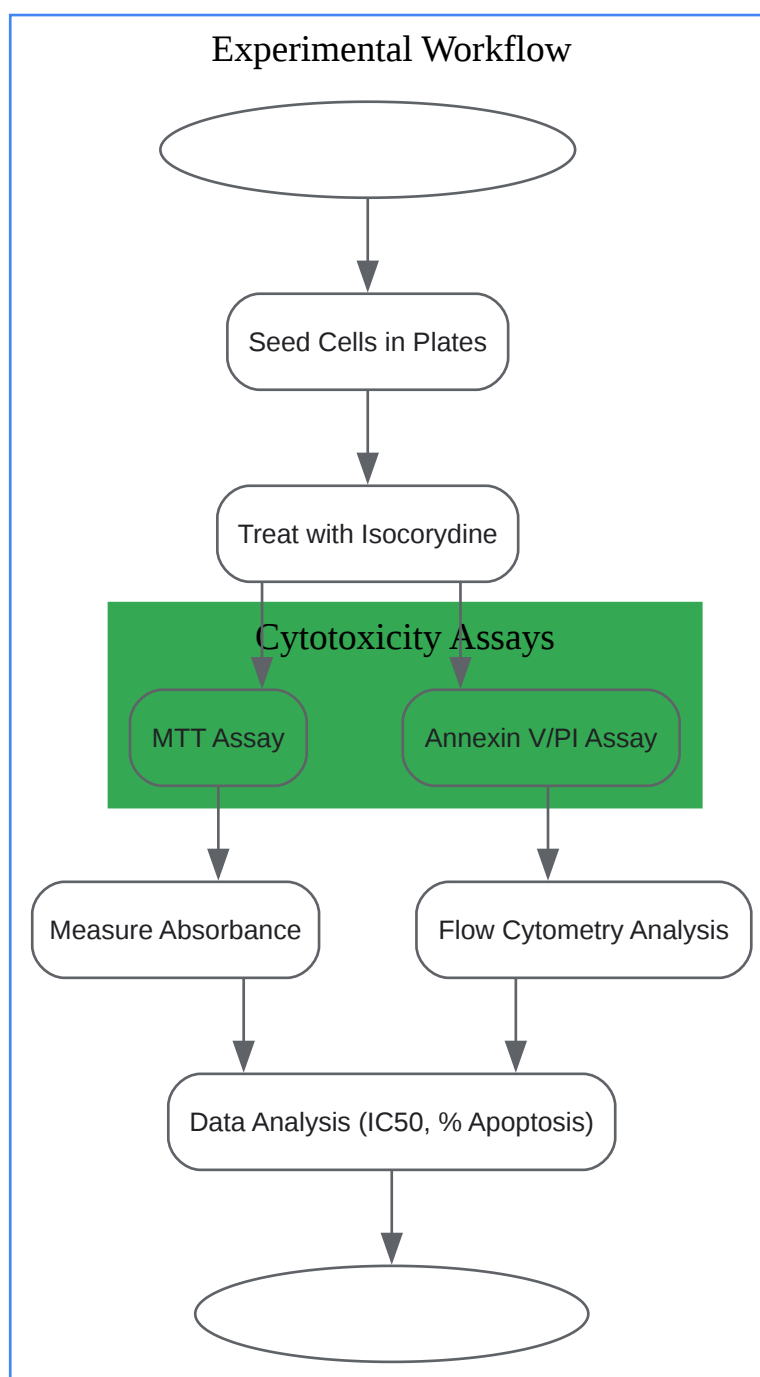 Experimental Workflow
Seed Cells in Plates
Treat with Isocorydine
Cytotoxicity Assays
MTT Assay
Annexin V/PI Assay
Measure Absorbance
Flow Cytometry Analysis
Data Analysis (IC50, % Apoptosis)